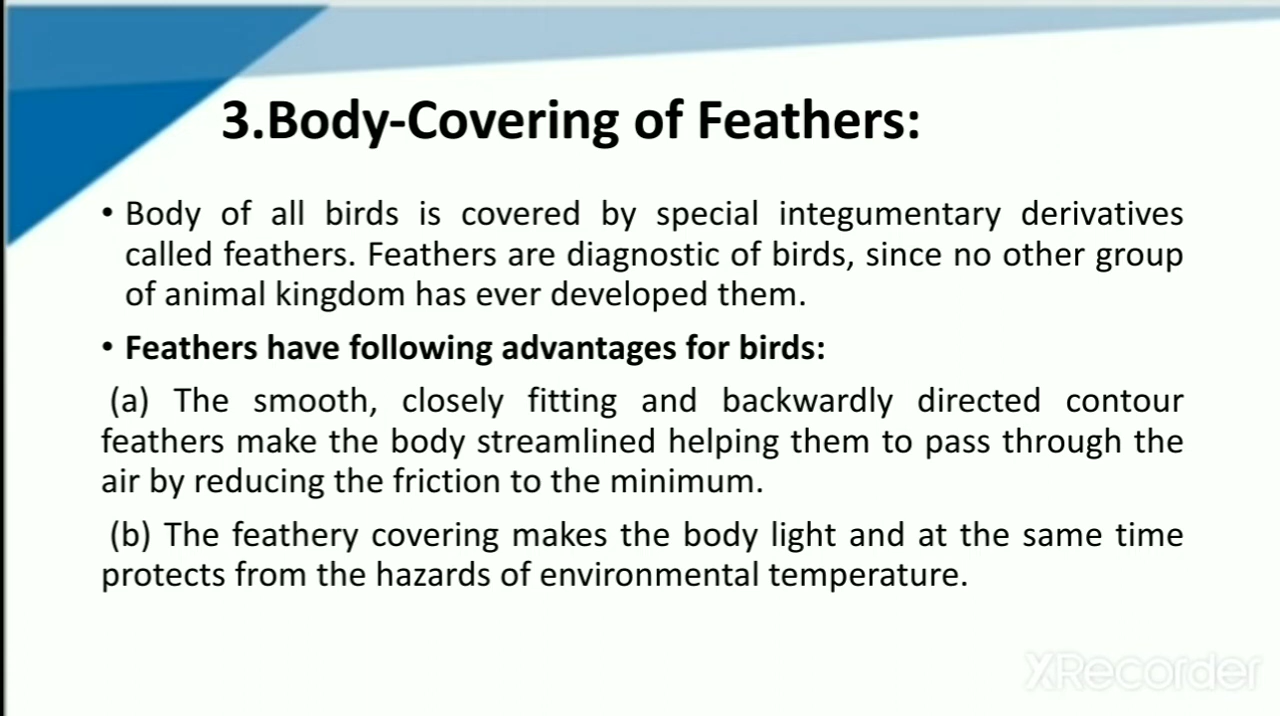 3.Body-Covering of Feathers:
• Body of all birds is covered by special integumentary derivatives
called feathers. Feathers are diagnostic of birds, since no other group
of animal kingdom has ever developed them.
• Feathers have following advantages for birds:
(a) The smooth, closely fitting and backwardly directed contour
feathers make the body streamlined helping them to pass through the
air by reducing the friction to the minimum.
(b) The feathery covering makes the body light and at the same time
protects from the hazards of environmental temperature.
XRecorder